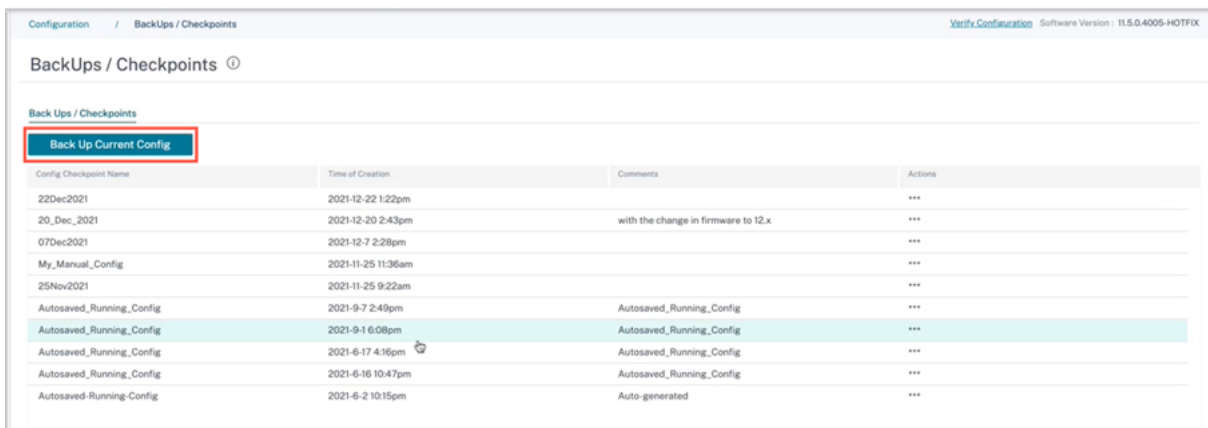 Configuration / BackUps / Checkpoints Verify Configuration Software Version : 11.5.0.4005-HOTFIX
BackUps / Checkpoints
Back Ups / Checkpoints
Back Up Current Config
Config Checkpoint Name Time of Creation Comments Actions
22Dec2021 2021-12-22 1:22pm
20_Dec_2021 2021-12-20 2:43pm with the change in firmware to 12.x
07Dec2021 2021-12-7 2:28pm
My_Manual_Config 2021-11-25 11:36am
25Nov2021 2021-11-25 9:22am
Autosaved_Running_Config 2021-9-7 2:49pm Autosaved_Running_Config
Autosaved_Running_Config 2021-9-1 6:08pm Autosaved_Running_Config
Autosaved_Running_Config 2021-6-17 4:16pm Autosaved_Running_Config
Autosaved_Running_Config 2021-6-16 10:47pm Autosaved_Running_Config
Autosaved-Running-Config 2021-6-2 10:15pm Auto-generated